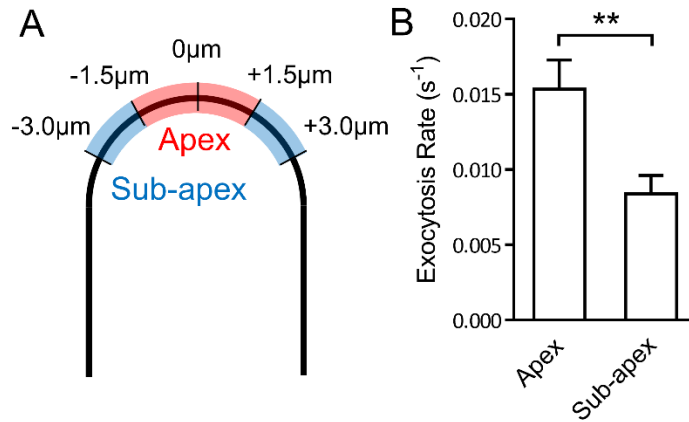 A
0μm
-1.5μm
+1.5μm
-3.0μm
+3.0μm
Apex
Sub-apex
B
**
Exocytosis Rate (s⁻¹)
0.020
0.015
0.010
0.005
0.000
Apex
Sub-apex